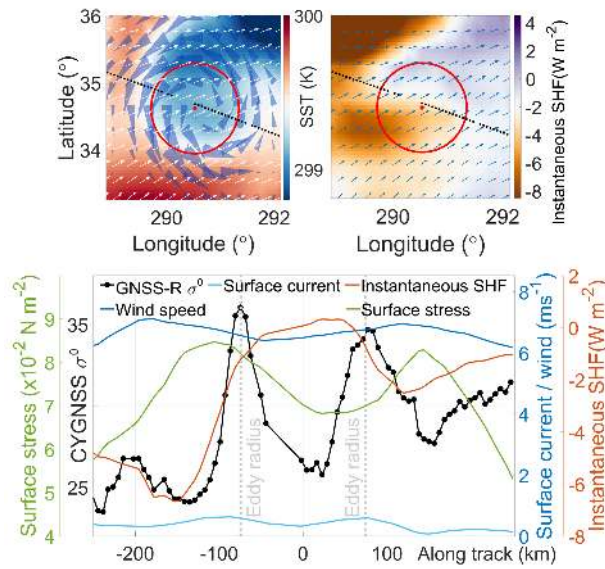 36
35
34
Latitude (°)
290
292
Longitude (°)
300
299
SST (K)
290
292
Longitude (°)
4
2
0
-2
-4
-6
-8
Instantaneous SHF(W m-2)
GNSS-R σ0
Surface current
Instantaneous SHF
Wind speed
Surface stress
Surface stress (x10-2 N m-2)
9
8
7
6
5
4
CYGNSS σ0
35
25
Eddy radius
Eddy radius
-200
-100
0
100
Along track (km)
8
6
4
2
0
Surface current / wind (ms-1)
2
0
-2
-4
-6
-8
Instantaneous SHF(W m-2)